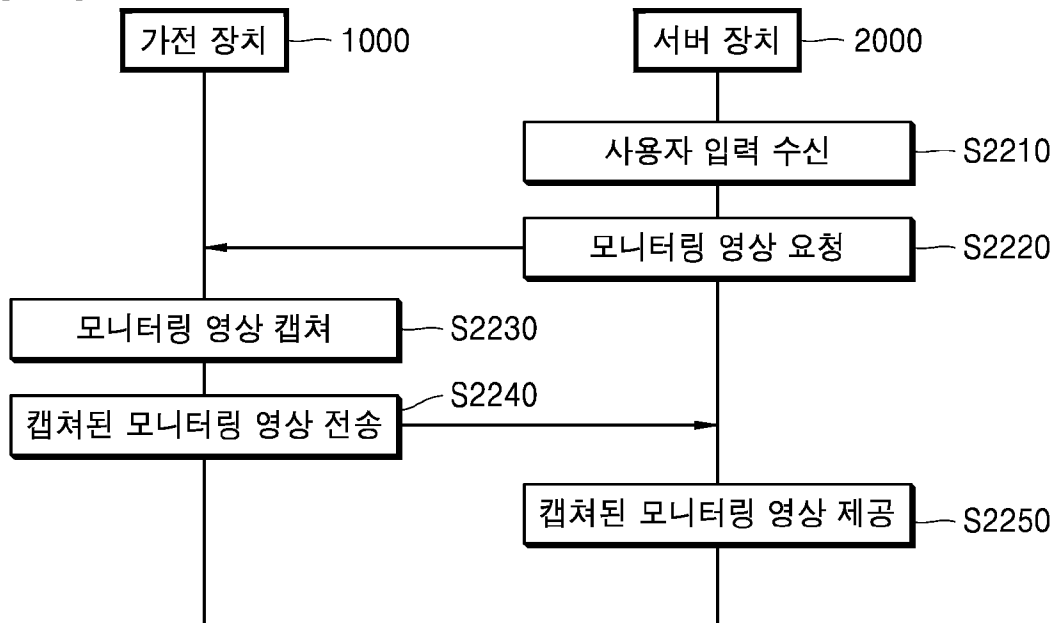 가전 장치 1000
서버 장치 2000
사용자 입력 수신 S2210
모니터링 영상 요청 S2220
모니터링 영상 캡쳐 S2230
캡쳐된 모니터링 영상 전송 S2240
캡쳐된 모니터링 영상 제공 S2250